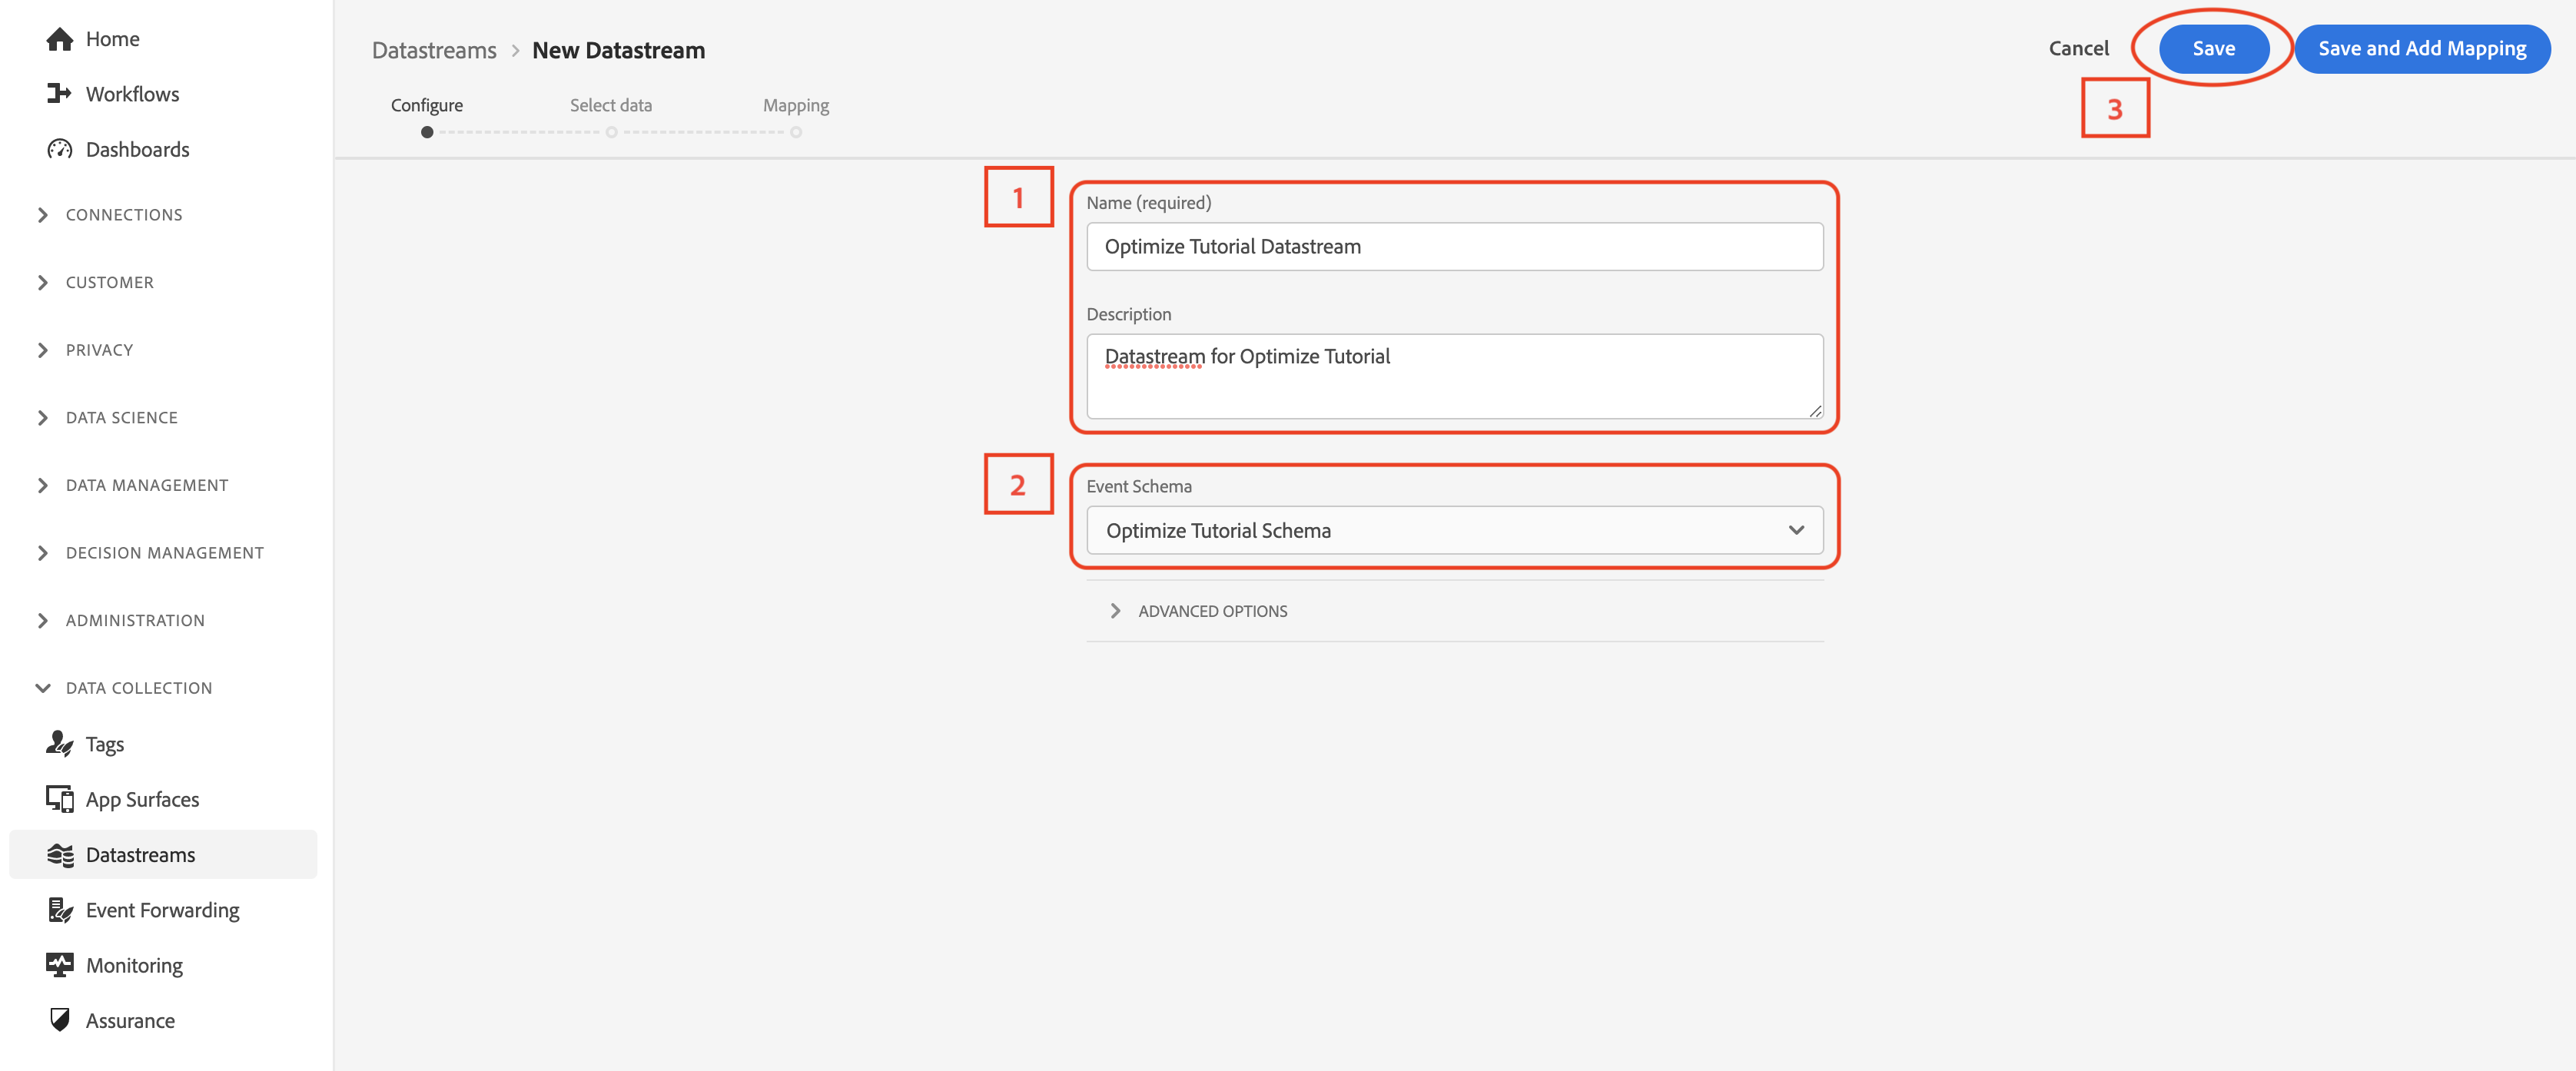 Home
Workflows
Dashboards
CONNECTIONS
CUSTOMER
PRIVACY
DATA SCIENCE
DATA MANAGEMENT
DECISION MANAGEMENT
ADMINISTRATION
DATA COLLECTION
Tags
App Surfaces
Datastreams
Event Forwarding
Monitoring
Assurance
Datastreams > New Datastream
Cancel Save Save and Add Mapping
3
Configure Select data Mapping
1
Name (required)
Optimize Tutorial Datastream
Description
Datastream for Optimize Tutorial
2
Event Schema
Optimize Tutorial Schema
ADVANCED OPTIONS